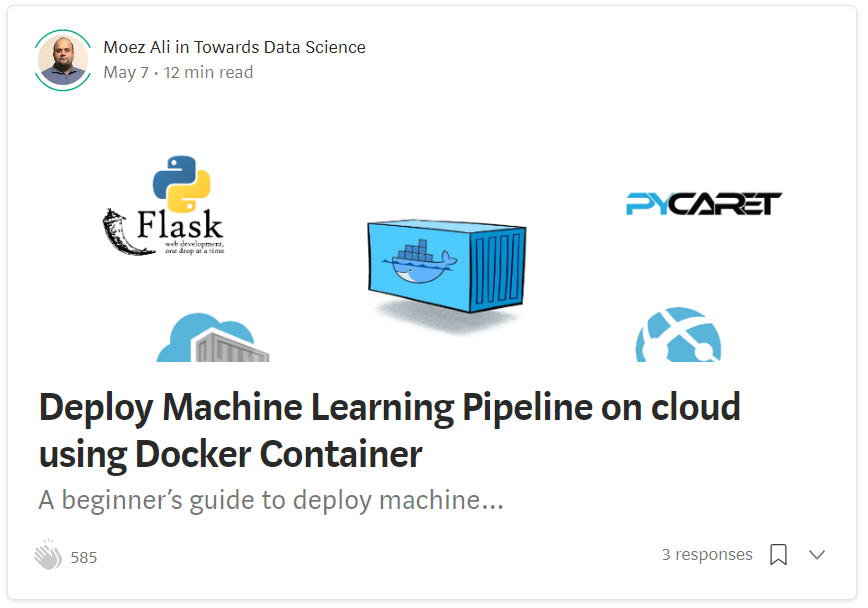 Moez Ali in Towards Data Science
May 7 · 12 min read
Flask
web development,
one drop at a time
PYCARET
Deploy Machine Learning Pipeline on cloud
using Docker Container
A beginner’s guide to deploy machine...
585
3 responses